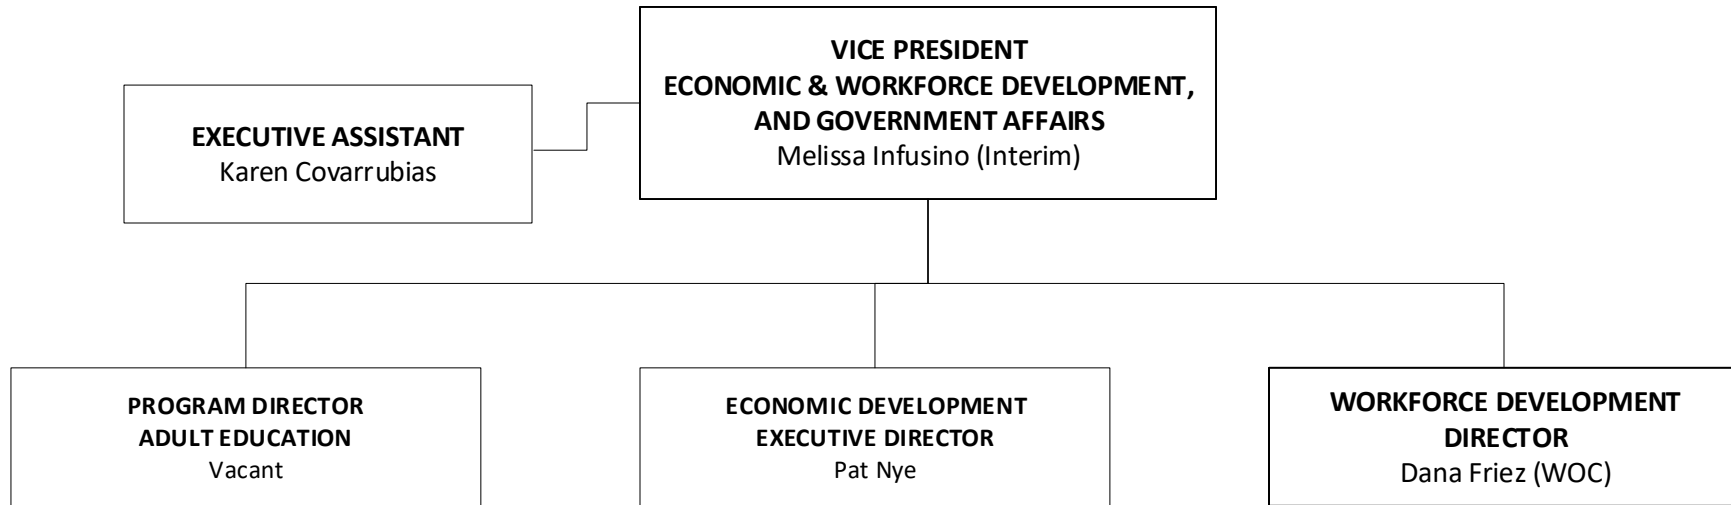 VICE PRESIDENT
ECONOMIC & WORKFORCE DEVELOPMENT,
AND GOVERNMENT AFFAIRS
Melissa Infusino (Interim)
EXECUTIVE ASSISTANT
Karen Covarrubias
PROGRAM DIRECTOR
ADULT EDUCATION
Vacant
ECONOMIC DEVELOPMENT
EXECUTIVE DIRECTOR
Pat Nye
WORKFORCE DEVELOPMENT
DIRECTOR
Dana Friez (WOC)